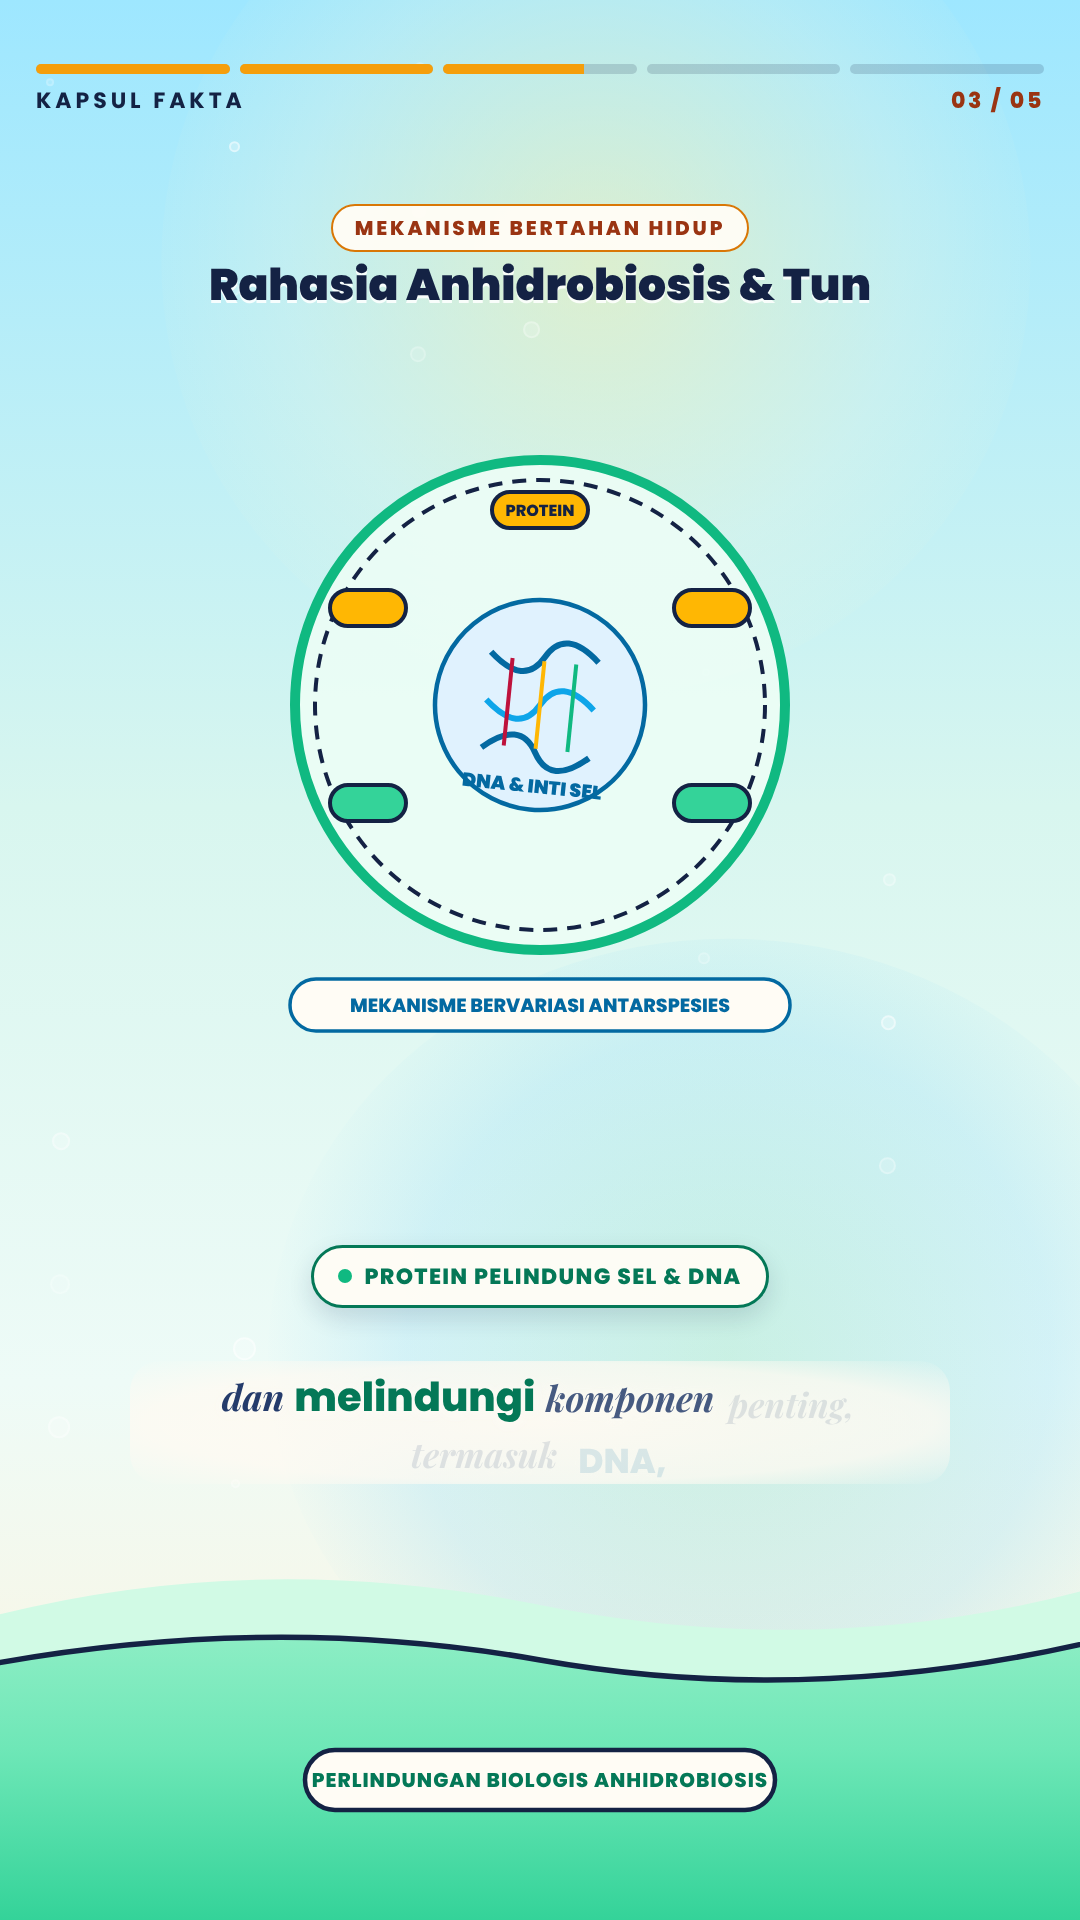 KAPSUL FAKTA
03 / 05
MEKANISME BERTAHAN HIDUP
Rahasia Anhidrobiosis & Tun
PROTEIN
DNA & INTI SEL
MEKANISME BERVARIASI ANTARSPESIES
PROTEIN PELINDUNG SEL & DNA
dan melindungi komponen penting,
termasuk DNA,
PERLINDUNGAN BIOLOGIS ANHIDROBIOSIS